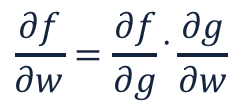 ∂f/∂w = ∂f/∂g · ∂g/∂w